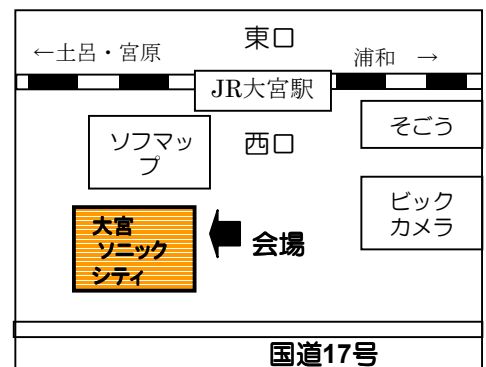 東口
←土呂・宮原
浦和 →
JR大宮駅
そごう
ソフマッ
プ
西口
ビック
カメラ
大宮
ソニック
シティ
会場
国道17号